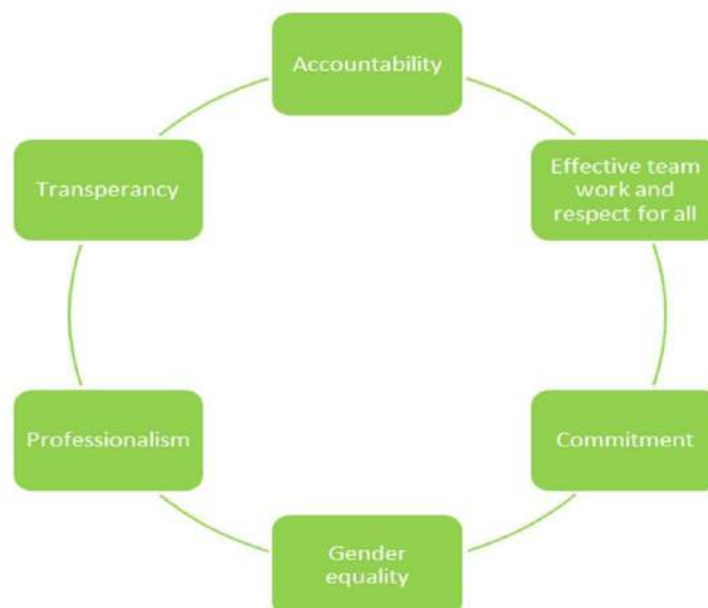 Accountability
Effective team
work and
respect for all
Commitment
Gender
equality
Professionalism
Transperancy